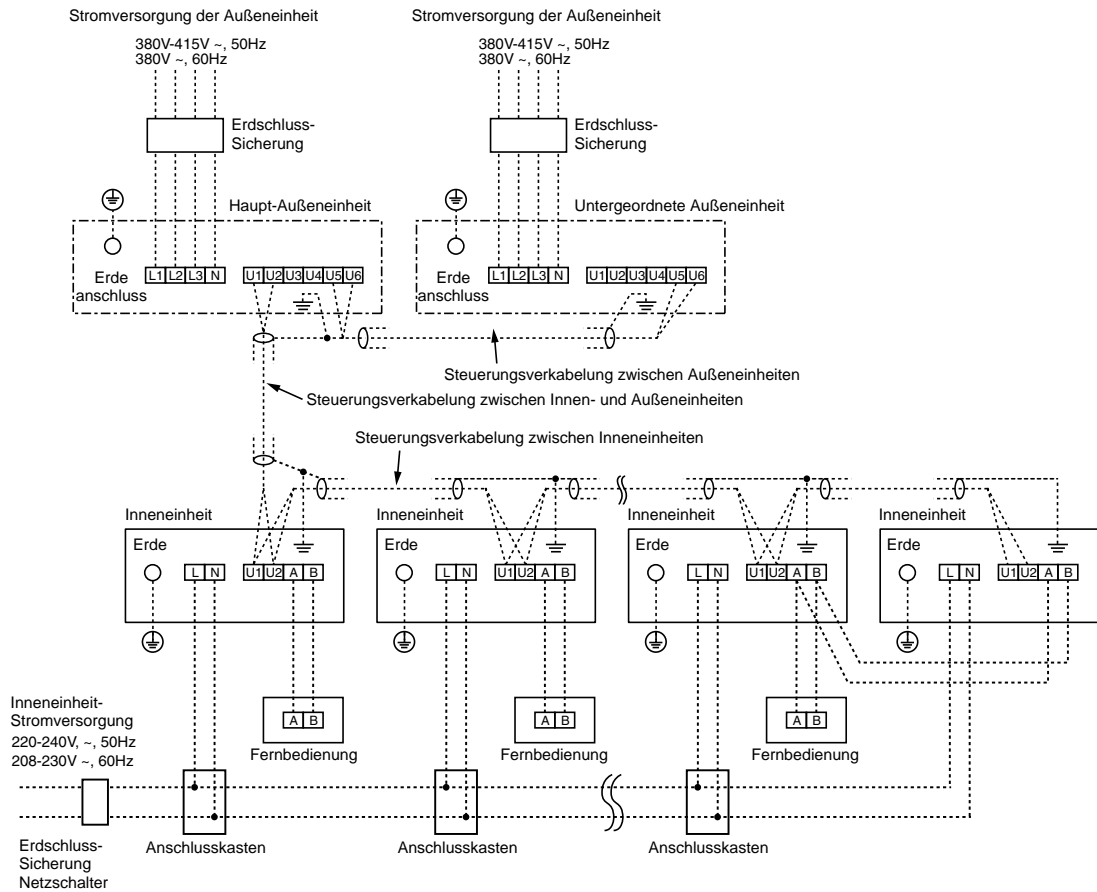 Stromversorgung der Außeneinheit
Stromversorgung der Außeneinheit
380V-415V ~, 50Hz
380V ~, 60Hz
380V-415V ~, 50Hz
380V ~, 60Hz
Erdschluss-
Sicherung
Erdschluss-
Sicherung
Haupt-Außeneinheit
Untergeordnete Außeneinheit
Erde
anschluss
L1 L2 L3 N
U1 U2 U3 U4 U5 U6
Erde
anschluss
L1 L2 L3 N
U1 U2 U3 U4 U5 U6
Steuerungsverkabelung zwischen Außeneinheiten
Steuerungsverkabelung zwischen Innen- und Außeneinheiten
Steuerungsverkabelung zwischen Inneneinheiten
Inneneinheit
Inneneinheit
Inneneinheit
Inneneinheit
Erde
L N
U1 U2 A B
Erde
L N
U1 U2 A B
Erde
L N
U1 U2 A B
Erde
L N
U1 U2 A B
Inneneinheit-
Stromversorgung
220-240V, ~, 50Hz
208-230V ~, 60Hz
A B
Fernbedienung
A B
Fernbedienung
A B
Fernbedienung
Erdschluss-
Sicherung
Netzschalter
Anschlusskasten
Anschlusskasten
Anschlusskasten